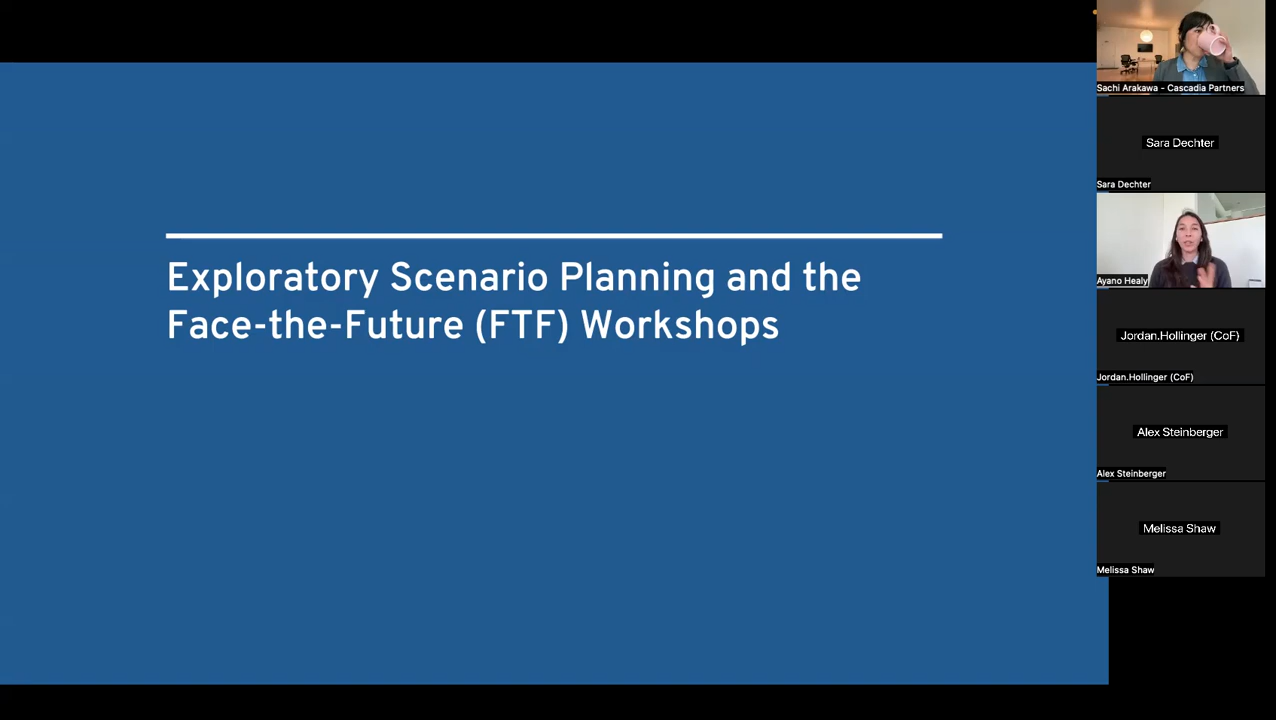 Exploratory Scenario Planning and the
Face-the-Future (FTF) Workshops
Sachi Arakawa - Cascadia Partners
Sara Dechter
Sara Dechter
Ayano Healy
Jordan.Hollinger (CoF)
Jordan.Hollinger (CoF)
Alex Steinberger
Alex Steinberger
Melissa Shaw
Melissa Shaw